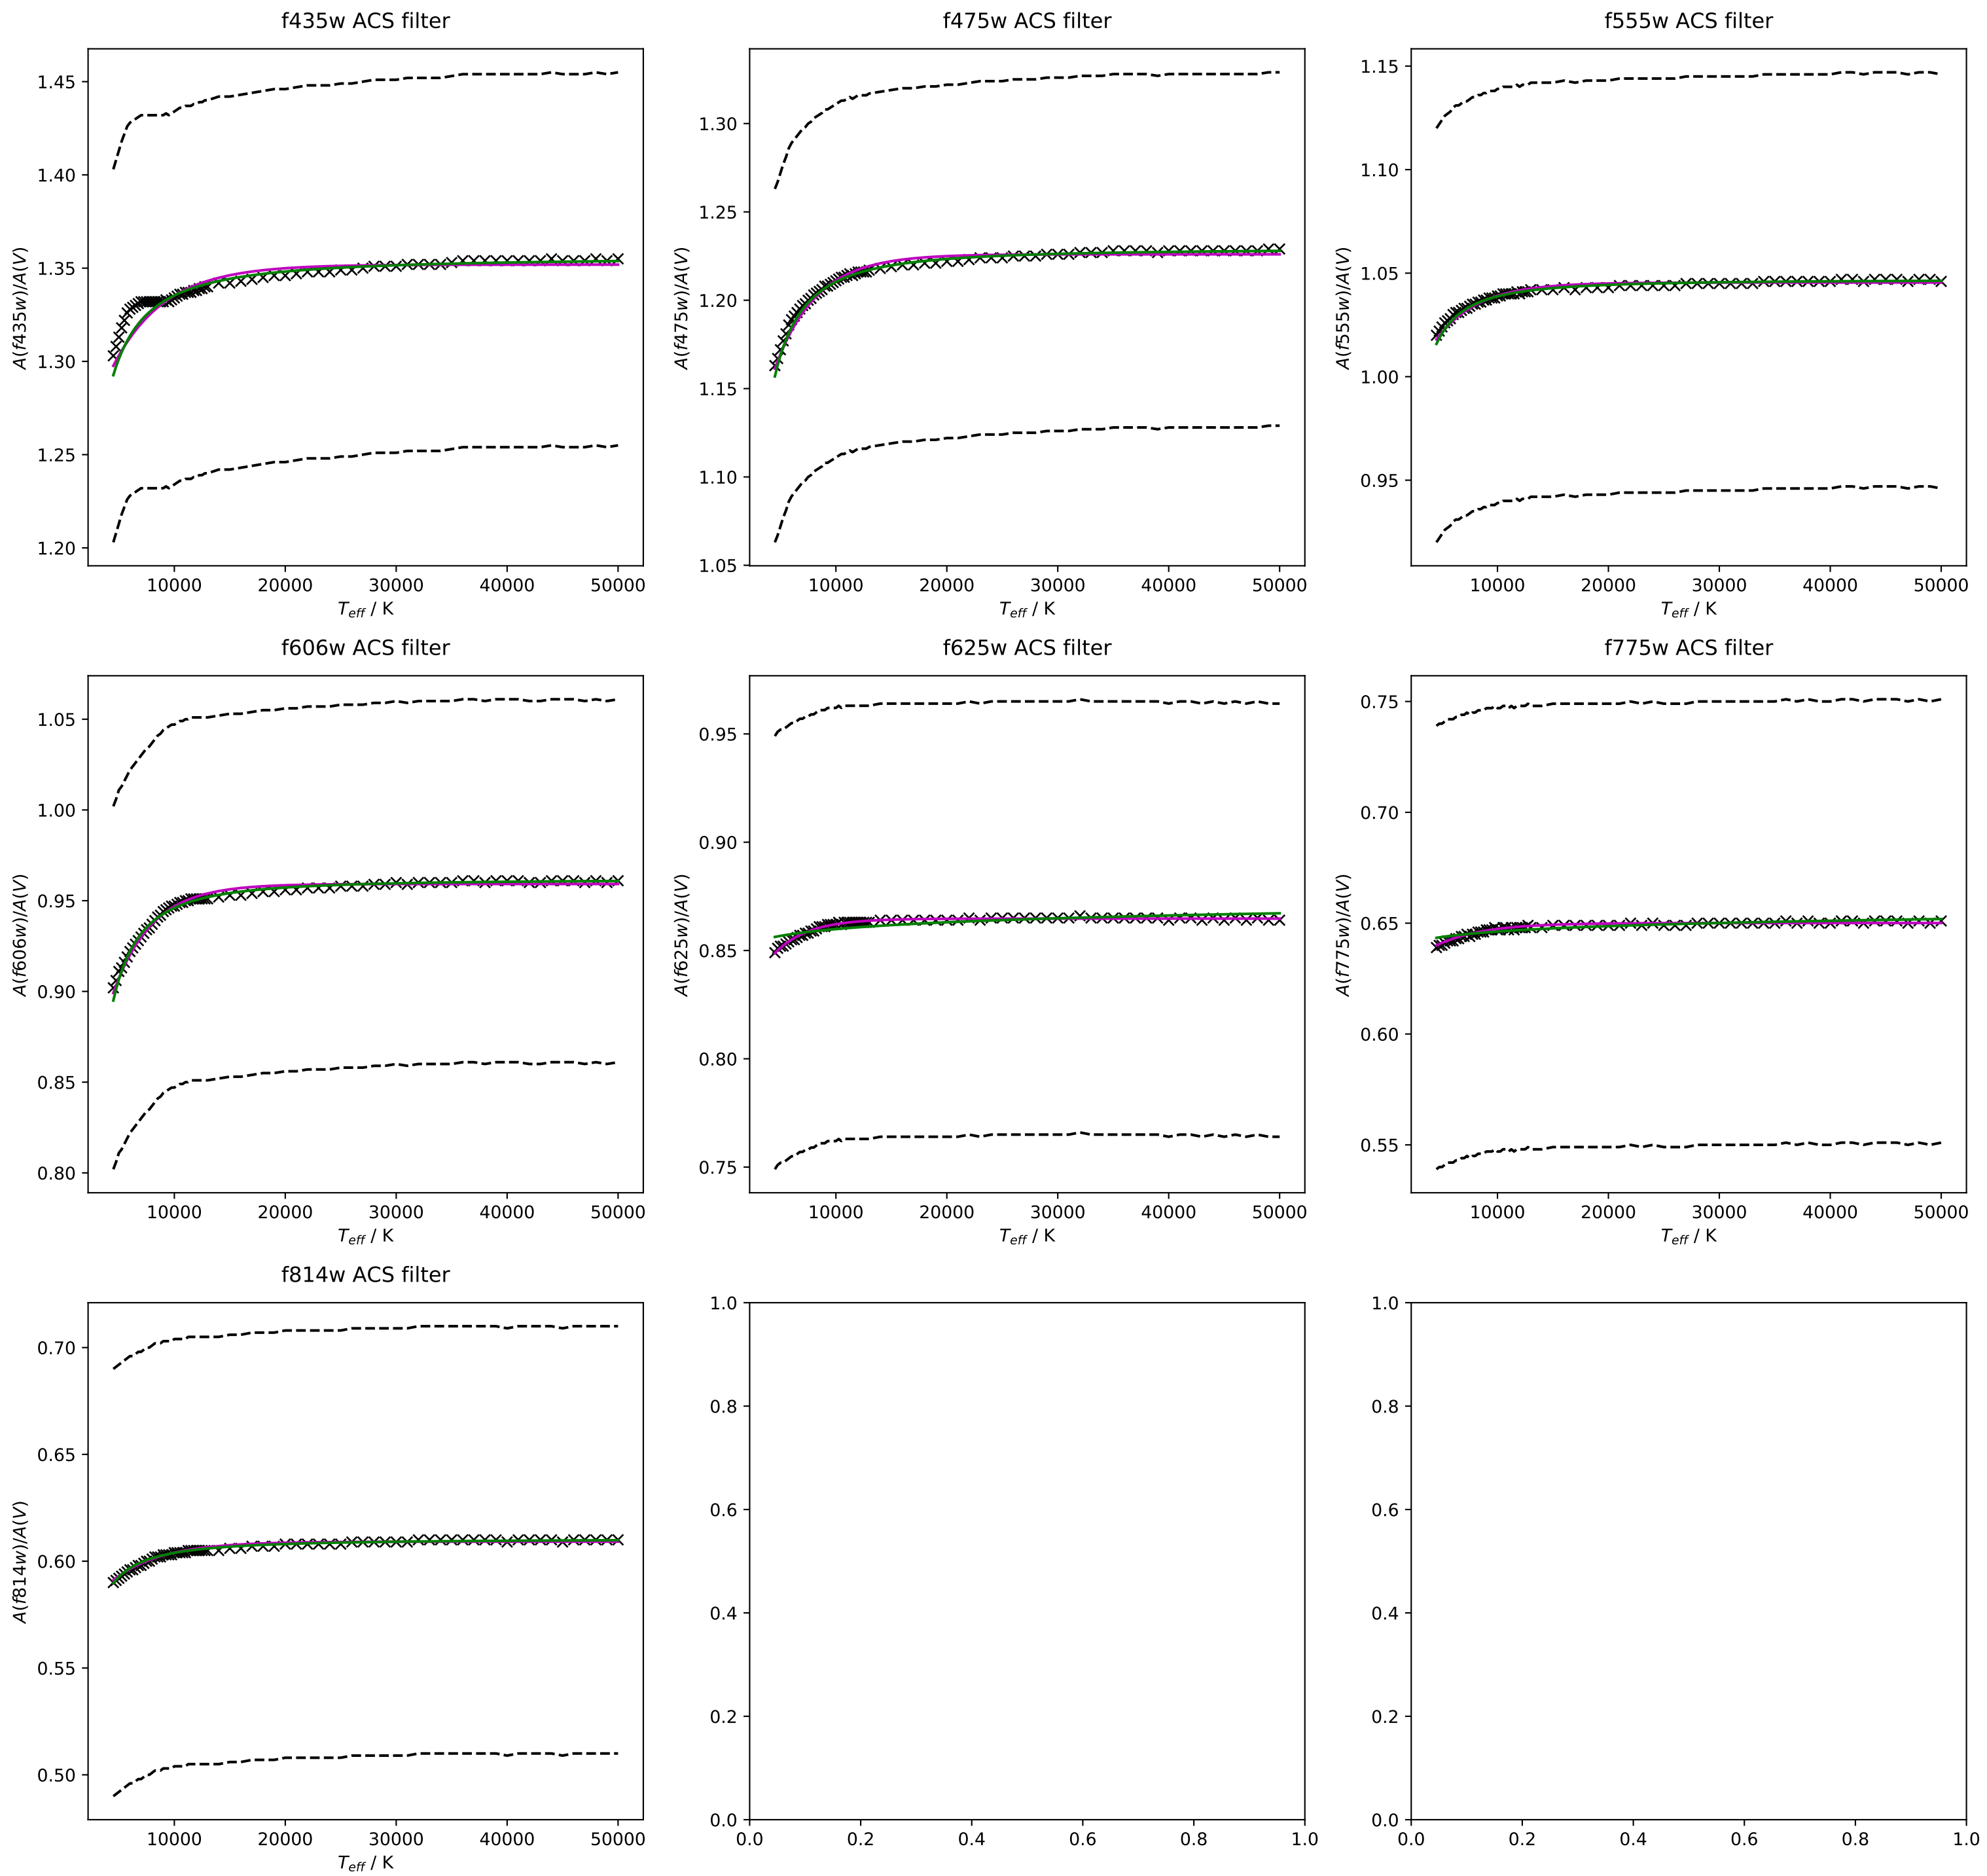 f435w ACS filter
1.45
1.40
1.35
1.30
1.25
1.20
A(f435w)/A(V)
10000 20000 30000 40000 50000
T_eff / K
f475w ACS filter
1.30
1.25
1.20
1.15
1.10
1.05
A(f475w)/A(V)
10000 20000 30000 40000 50000
T_eff / K
f555w ACS filter
1.15
1.10
1.05
1.00
0.95
A(f555w)/A(V)
10000 20000 30000 40000 50000
T_eff / K
f606w ACS filter
1.05
1.00
0.95
0.90
0.85
0.80
A(f606w)/A(V)
10000 20000 30000 40000 50000
T_eff / K
f625w ACS filter
0.95
0.90
0.85
0.80
0.75
A(f625w)/A(V)
10000 20000 30000 40000 50000
T_eff / K
f775w ACS filter
0.75
0.70
0.65
0.60
0.55
A(f775w)/A(V)
10000 20000 30000 40000 50000
T_eff / K
f814w ACS filter
0.70
0.65
0.60
0.55
0.50
A(f814w)/A(V)
10000 20000 30000 40000 50000
T_eff / K
1.0
0.8
0.6
0.4
0.2
0.0
0.0 0.2 0.4 0.6 0.8 1.0
1.0
0.8
0.6
0.4
0.2
0.0
0.0 0.2 0.4 0.6 0.8 1.0